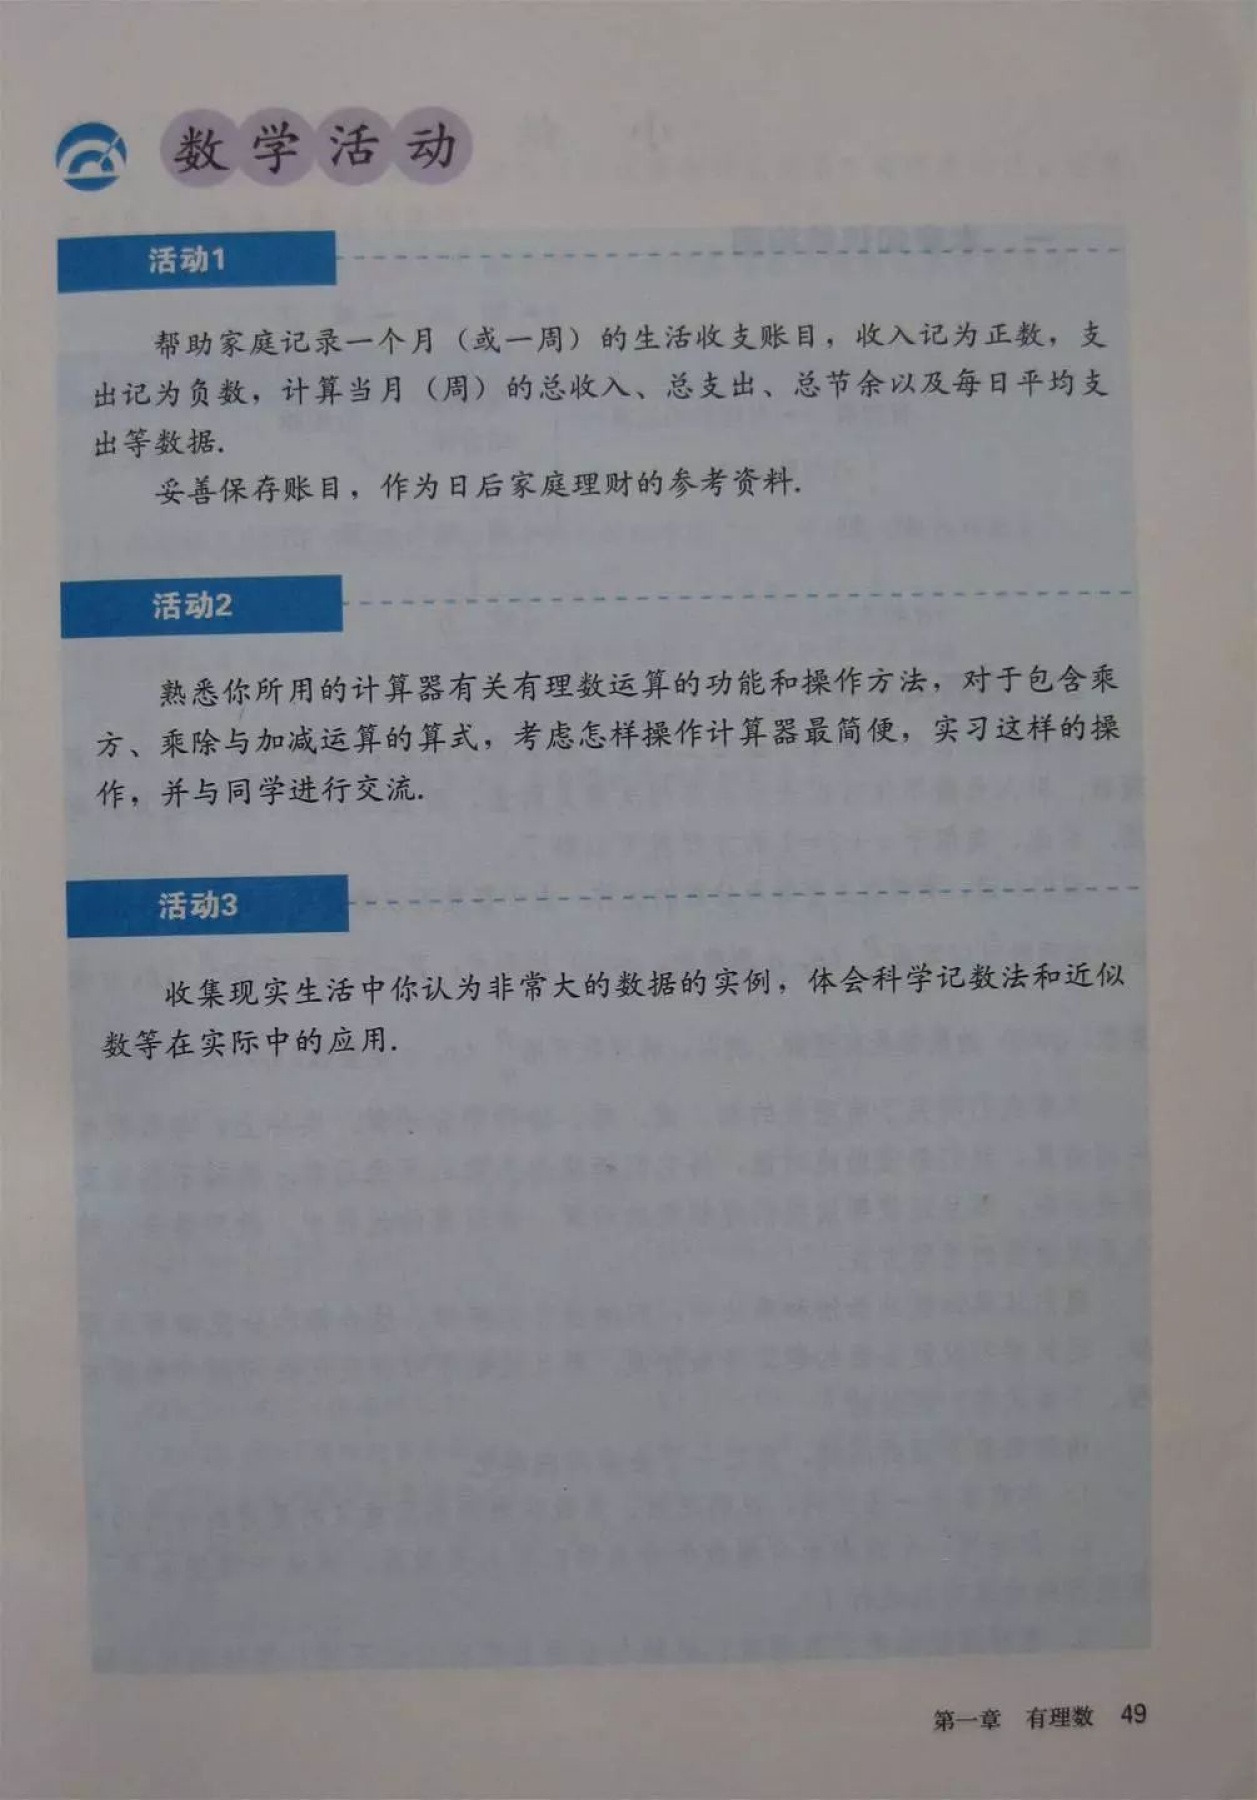 数学活动
活动1
帮助家庭记录一个月（或一周）的生活收支账目，收入记为正数，支
出记为负数，计算当月（周）的总收入、总支出、总节余以及每日平均支
出等数据.
妥善保存账目，作为日后家庭理财的参考资料.
活动2
熟悉你所用的计算器有关有理数运算的功能和操作方法，对于包含乘
方、乘除与加减运算的算式，考虑怎样操作计算器最简便，实习这样的操
作，并与同学进行交流.
活动3
收集现实生活中你认为非常大的数据的实例，体会科学记数法和近似
数等在实际中的应用.
第一章 有理数 49